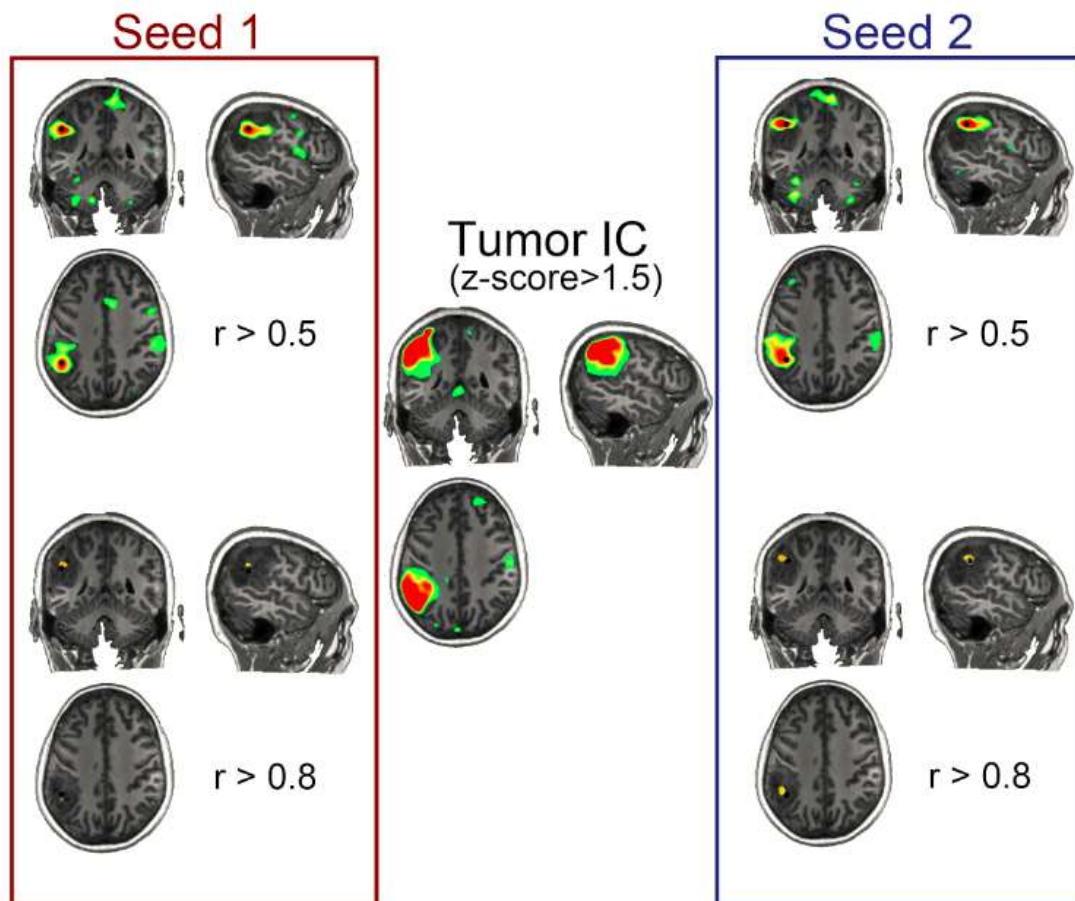 Seed 1
Seed 2
r > 0.5
Tumor IC
(z-score>1.5)
r > 0.5
r > 0.8
r > 0.8